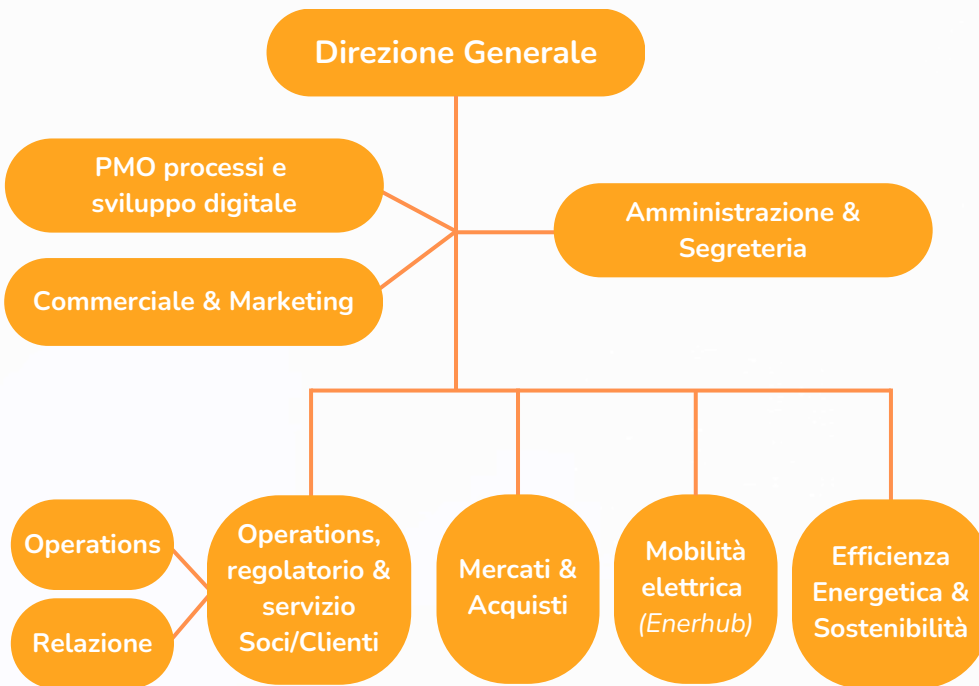 Direzione Generale
PMO processi e
sviluppo digitale
Amministrazione &
Segreteria
Commerciale & Marketing
Operations
Relazione
Operations,
regolatorio &
servizio
Soci/Clienti
Mercati &
Acquisti
Mobilità
elettrica
(Enerhub)
Efficienza
Energetica &
Sostenibilità